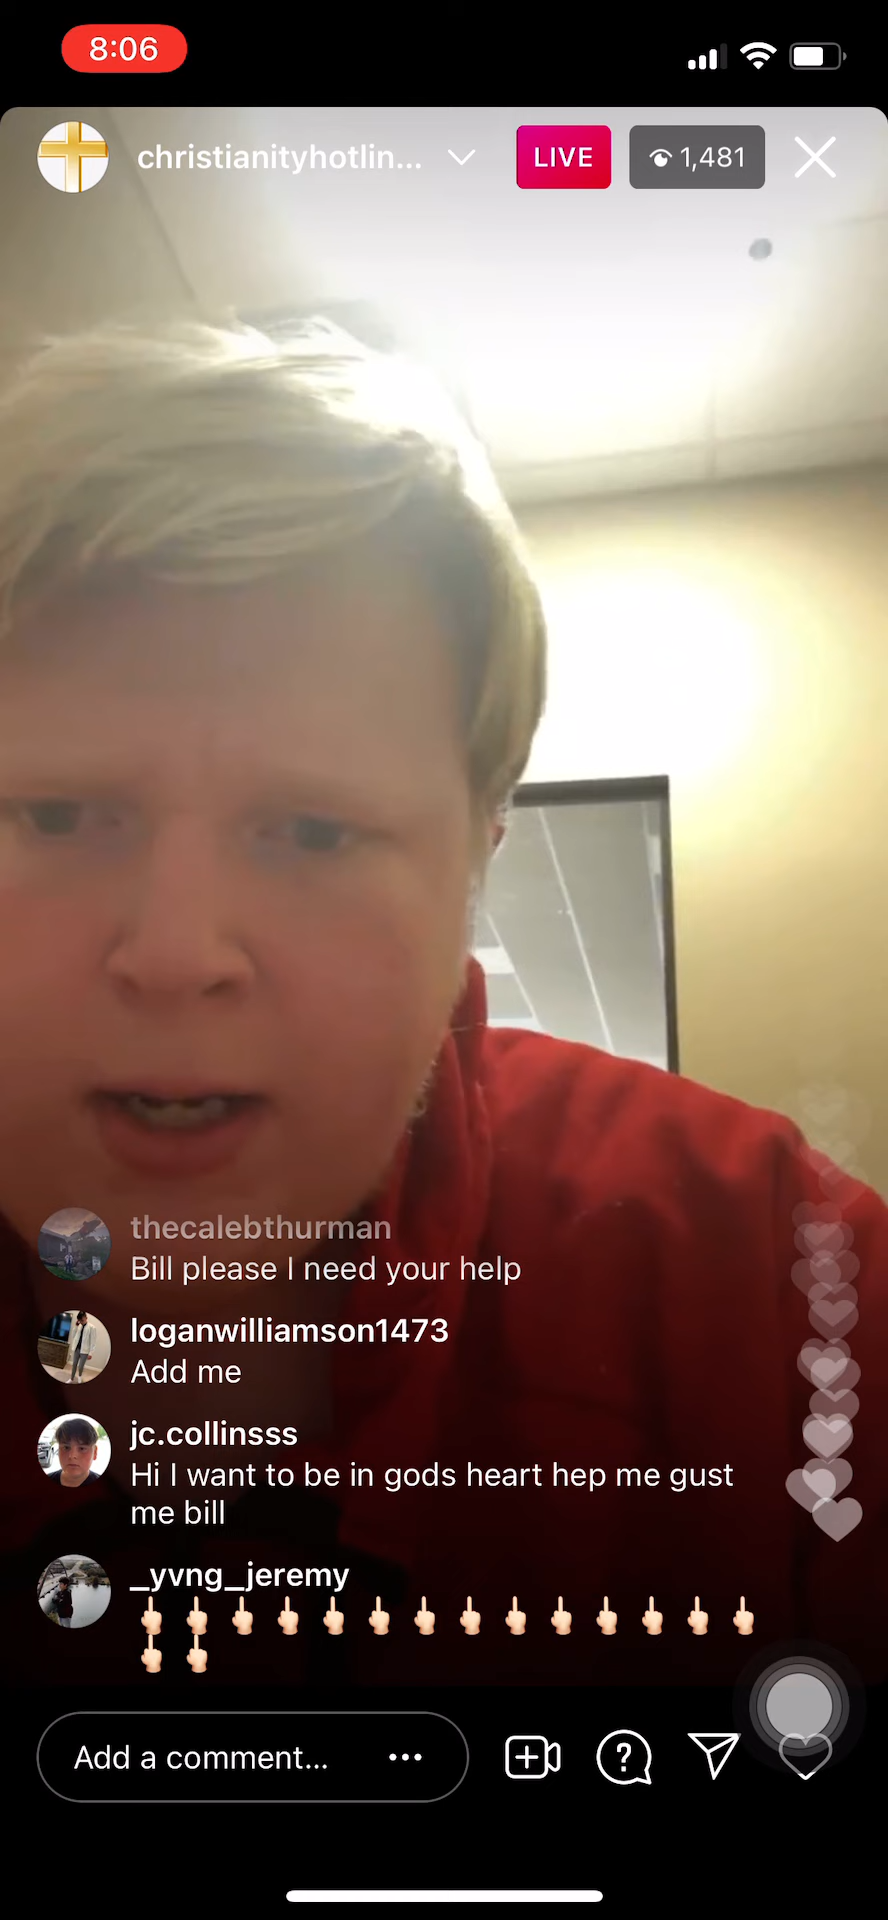 8:06
christianityhotlin...
LIVE
1,481
thecalebthurman
Bill please I need your help
loganwilliamson1473
Add me
jc.collinsss
Hi I want to be in gods heart hep me gust
me bill
_yvng_jeremy
🖕🏻🖕🏻🖕🏻🖕🏻🖕🏻🖕🏻🖕🏻🖕🏻🖕🏻🖕🏻🖕🏻🖕🏻🖕🏻🖕🏻
🖕🏻🖕🏻
Add a comment...